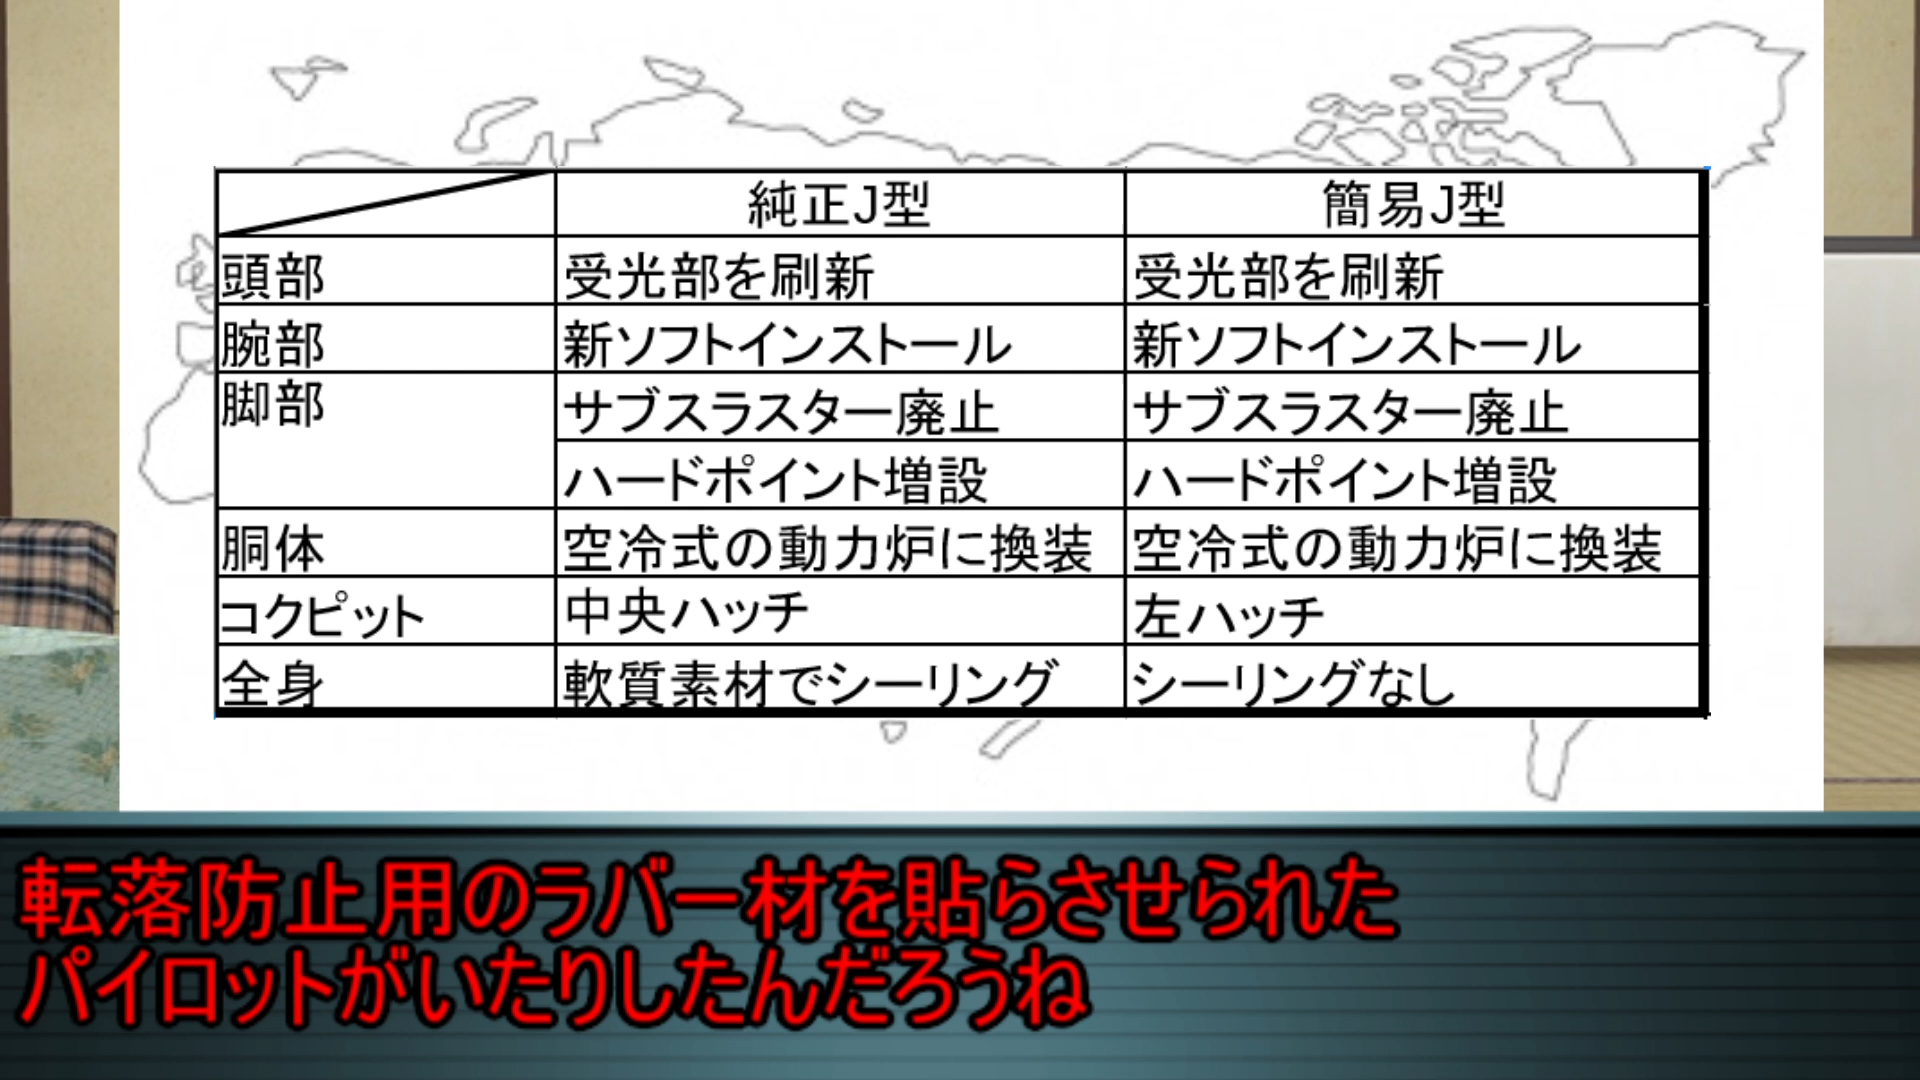 純正J型 簡易J型
頭部 受光部を刷新 受光部を刷新
腕部 新ソフトインストール 新ソフトインストール
脚部 サブスラスター廃止 サブスラスター廃止
ハードポイント増設 ハードポイント増設
胴体 空冷式の動力炉に換装 空冷式の動力炉に換装
コクピット 中央ハッチ 左ハッチ
全身 軟質素材でシーリング シーリングなし
転落防止用のラバー材を貼らさせられた
パイロットがいたりしたんだろうね